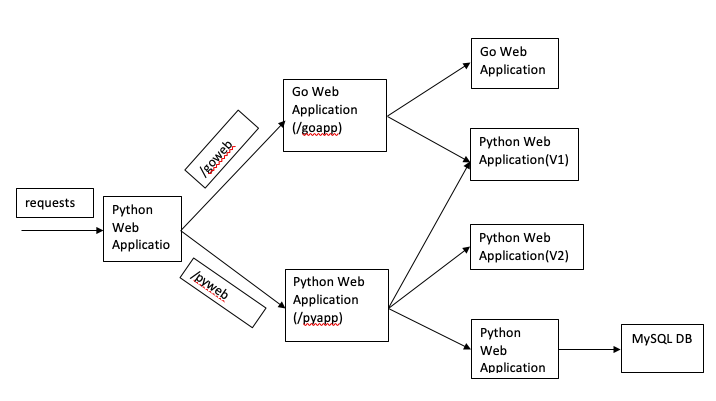 requests
Python
Web
Applicatio
/goweb
/pyweb
Go Web
Application
(/goapp)
Python Web
Application
(/pyapp)
Go Web
Application
Python Web
Application(V1)
Python Web
Application(V2)
Python
Web
Application
MySQL DB